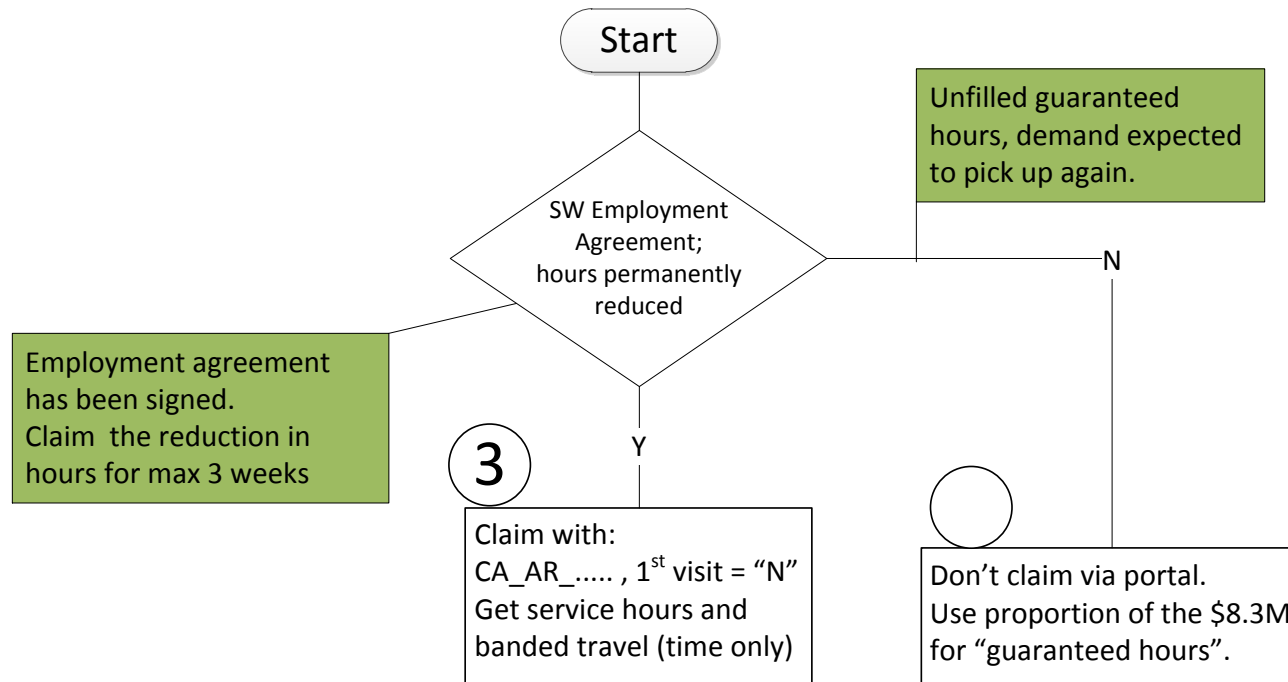 Start
Unfilled guaranteed
hours, demand expected
to pick up again.
SW Employment
Agreement;
hours permanently
reduced
N
Employment agreement
has been signed.
Claim  the reduction in
hours for max 3 weeks
Y
3
Claim with:
CA_AR_..... , 1st visit = “N”
Get service hours and
banded travel (time only)
Don’t claim via portal.
Use proportion of the $8.3M
for “guaranteed hours”.